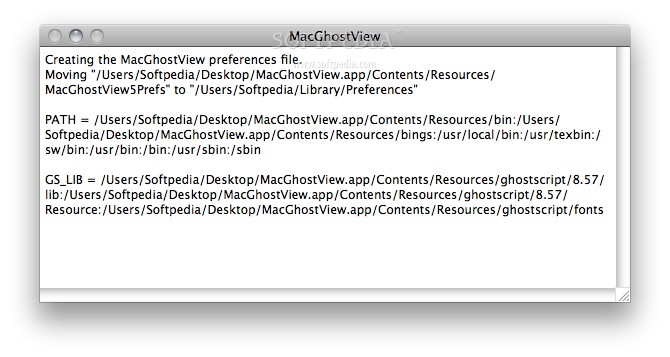 MacGhostView
SOFTPEDIA
www.softpedia.com
Creating the MacGhostView preferences file.
Moving "/Users/Softpedia/Desktop/MacGhostView.app/Contents/Resources/
MacGhostView5Prefs" to "/Users/Softpedia/Library/Preferences"
PATH = /Users/Softpedia/Desktop/MacGhostView.app/Contents/Resources/bin:/Users/
Softpedia/Desktop/MacGhostView.app/Contents/Resources/bings:/usr/local/bin:/usr/texbin:/
sw/bin:/usr/bin:/bin:/usr/sbin:/sbin
GS_LIB = /Users/Softpedia/Desktop/MacGhostView.app/Contents/Resources/ghostscript/8.57/
lib:/Users/Softpedia/Desktop/MacGhostView.app/Contents/Resources/ghostscript/8.57/
Resource:/Users/Softpedia/Desktop/MacGhostView.app/Contents/Resources/ghostscript/fonts